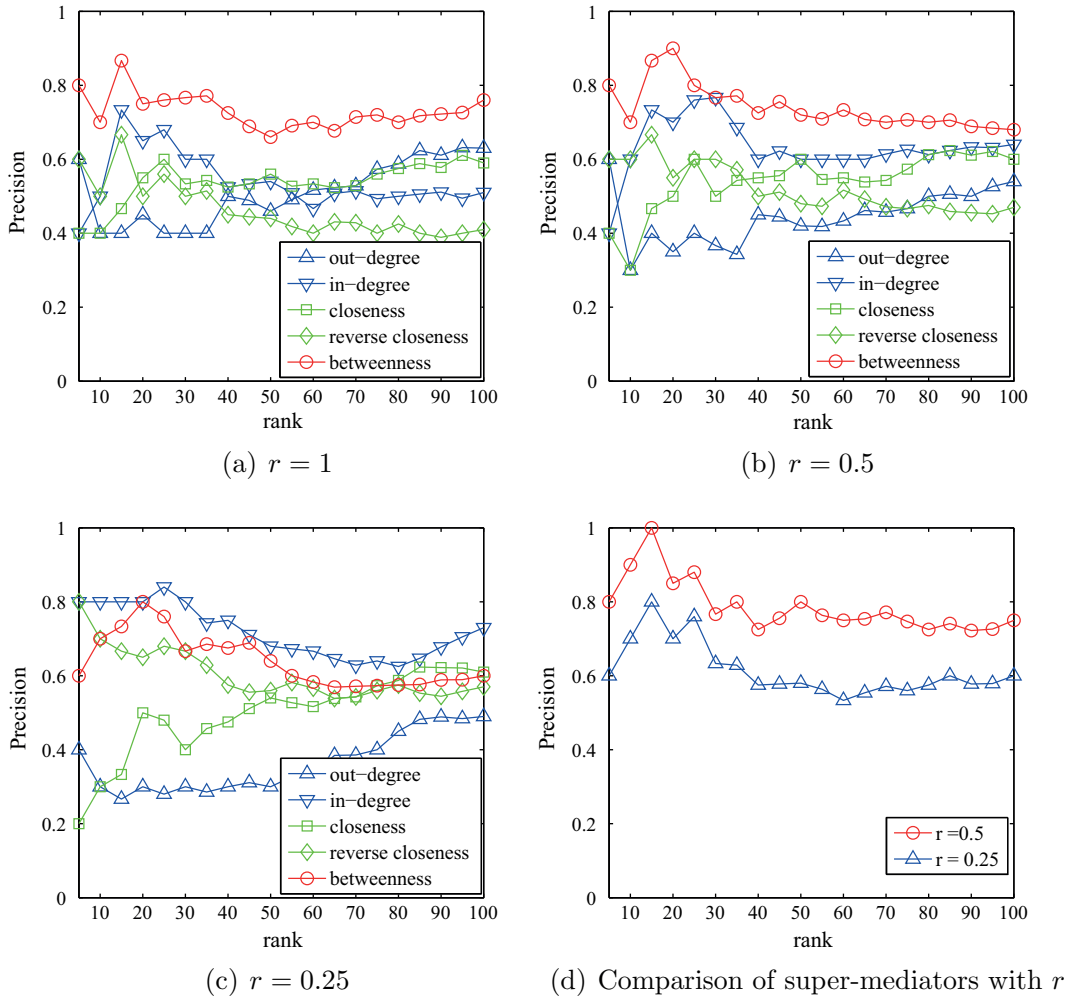 1
0.8
0.6
0.4
0.2
0
Precision
10 20 30 40 50 60 70 80 90 100
rank
out−degree
in−degree
closeness
reverse closeness
betweenness
(a) r = 1
1
0.8
0.6
0.4
0.2
0
Precision
10 20 30 40 50 60 70 80 90 100
rank
out−degree
in−degree
closeness
reverse closeness
betweenness
(b) r = 0.5
1
0.8
0.6
0.4
0.2
0
Precision
10 20 30 40 50 60 70 80 90 100
rank
out−degree
in−degree
closeness
reverse closeness
betweenness
(c) r = 0.25
1
0.8
0.6
0.4
0.2
0
Precision
10 20 30 40 50 60 70 80 90 100
rank
r =0.5
r = 0.25
(d) Comparison of super-mediators with r